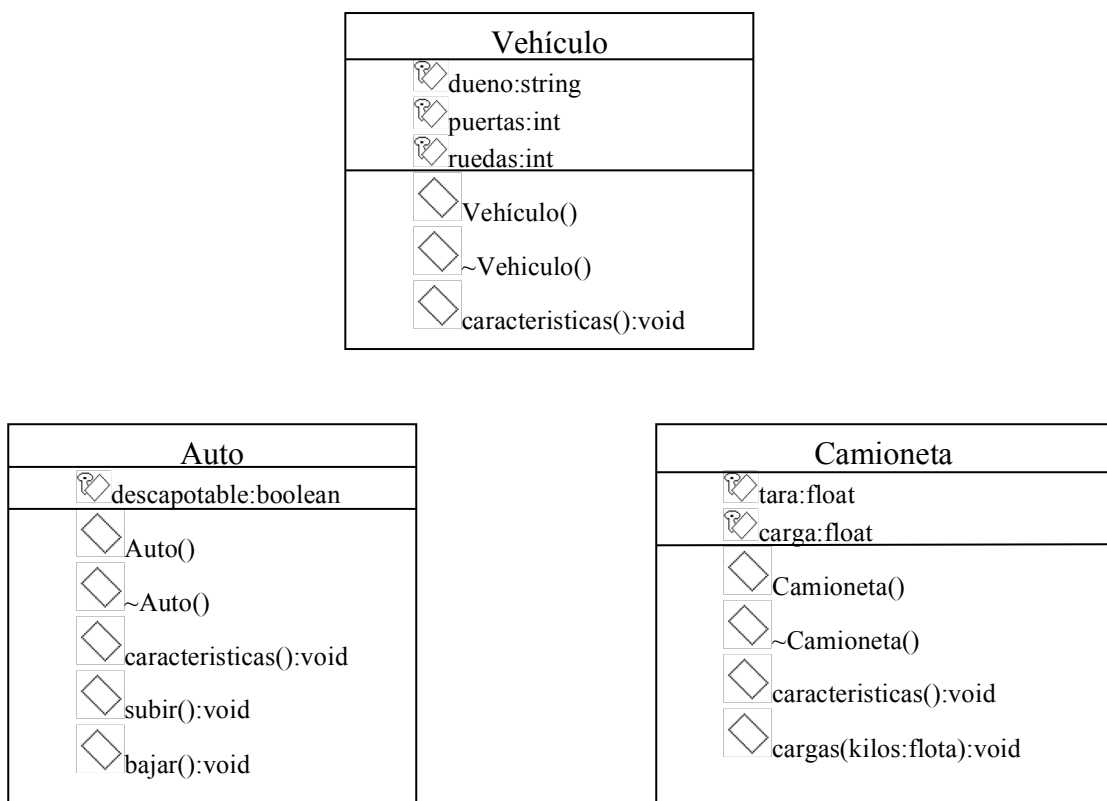 Vehículo
dueno:string
puertas:int
ruedas:int
Vehículo()
~Vehiculo()
caracteristicas():void
Auto
descapotable:boolean
Auto()
~Auto()
caracteristicas():void
subir():void
bajar():void
Camioneta
tara:float
carga:float
Camioneta()
~Camioneta()
caracteristicas():void
cargas(kilos:flota):void